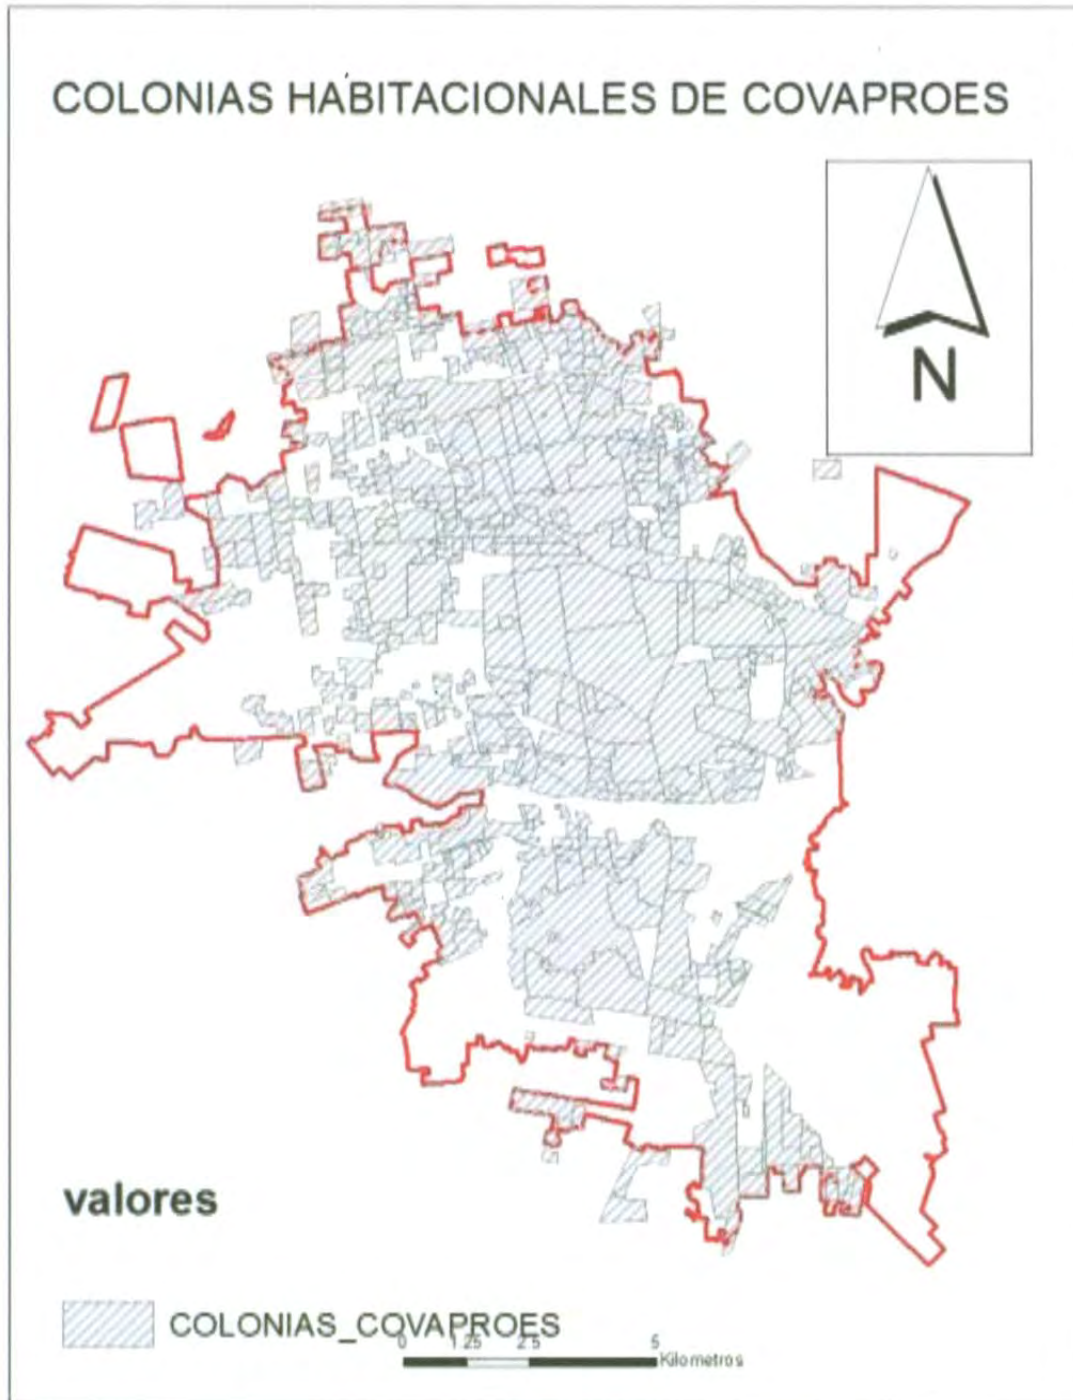 COLONIAS HABITACIONALES DE COVAPROES
N
valores
COLONIAS_COVAPROES
0 1.25 2.5 5
Kilometros